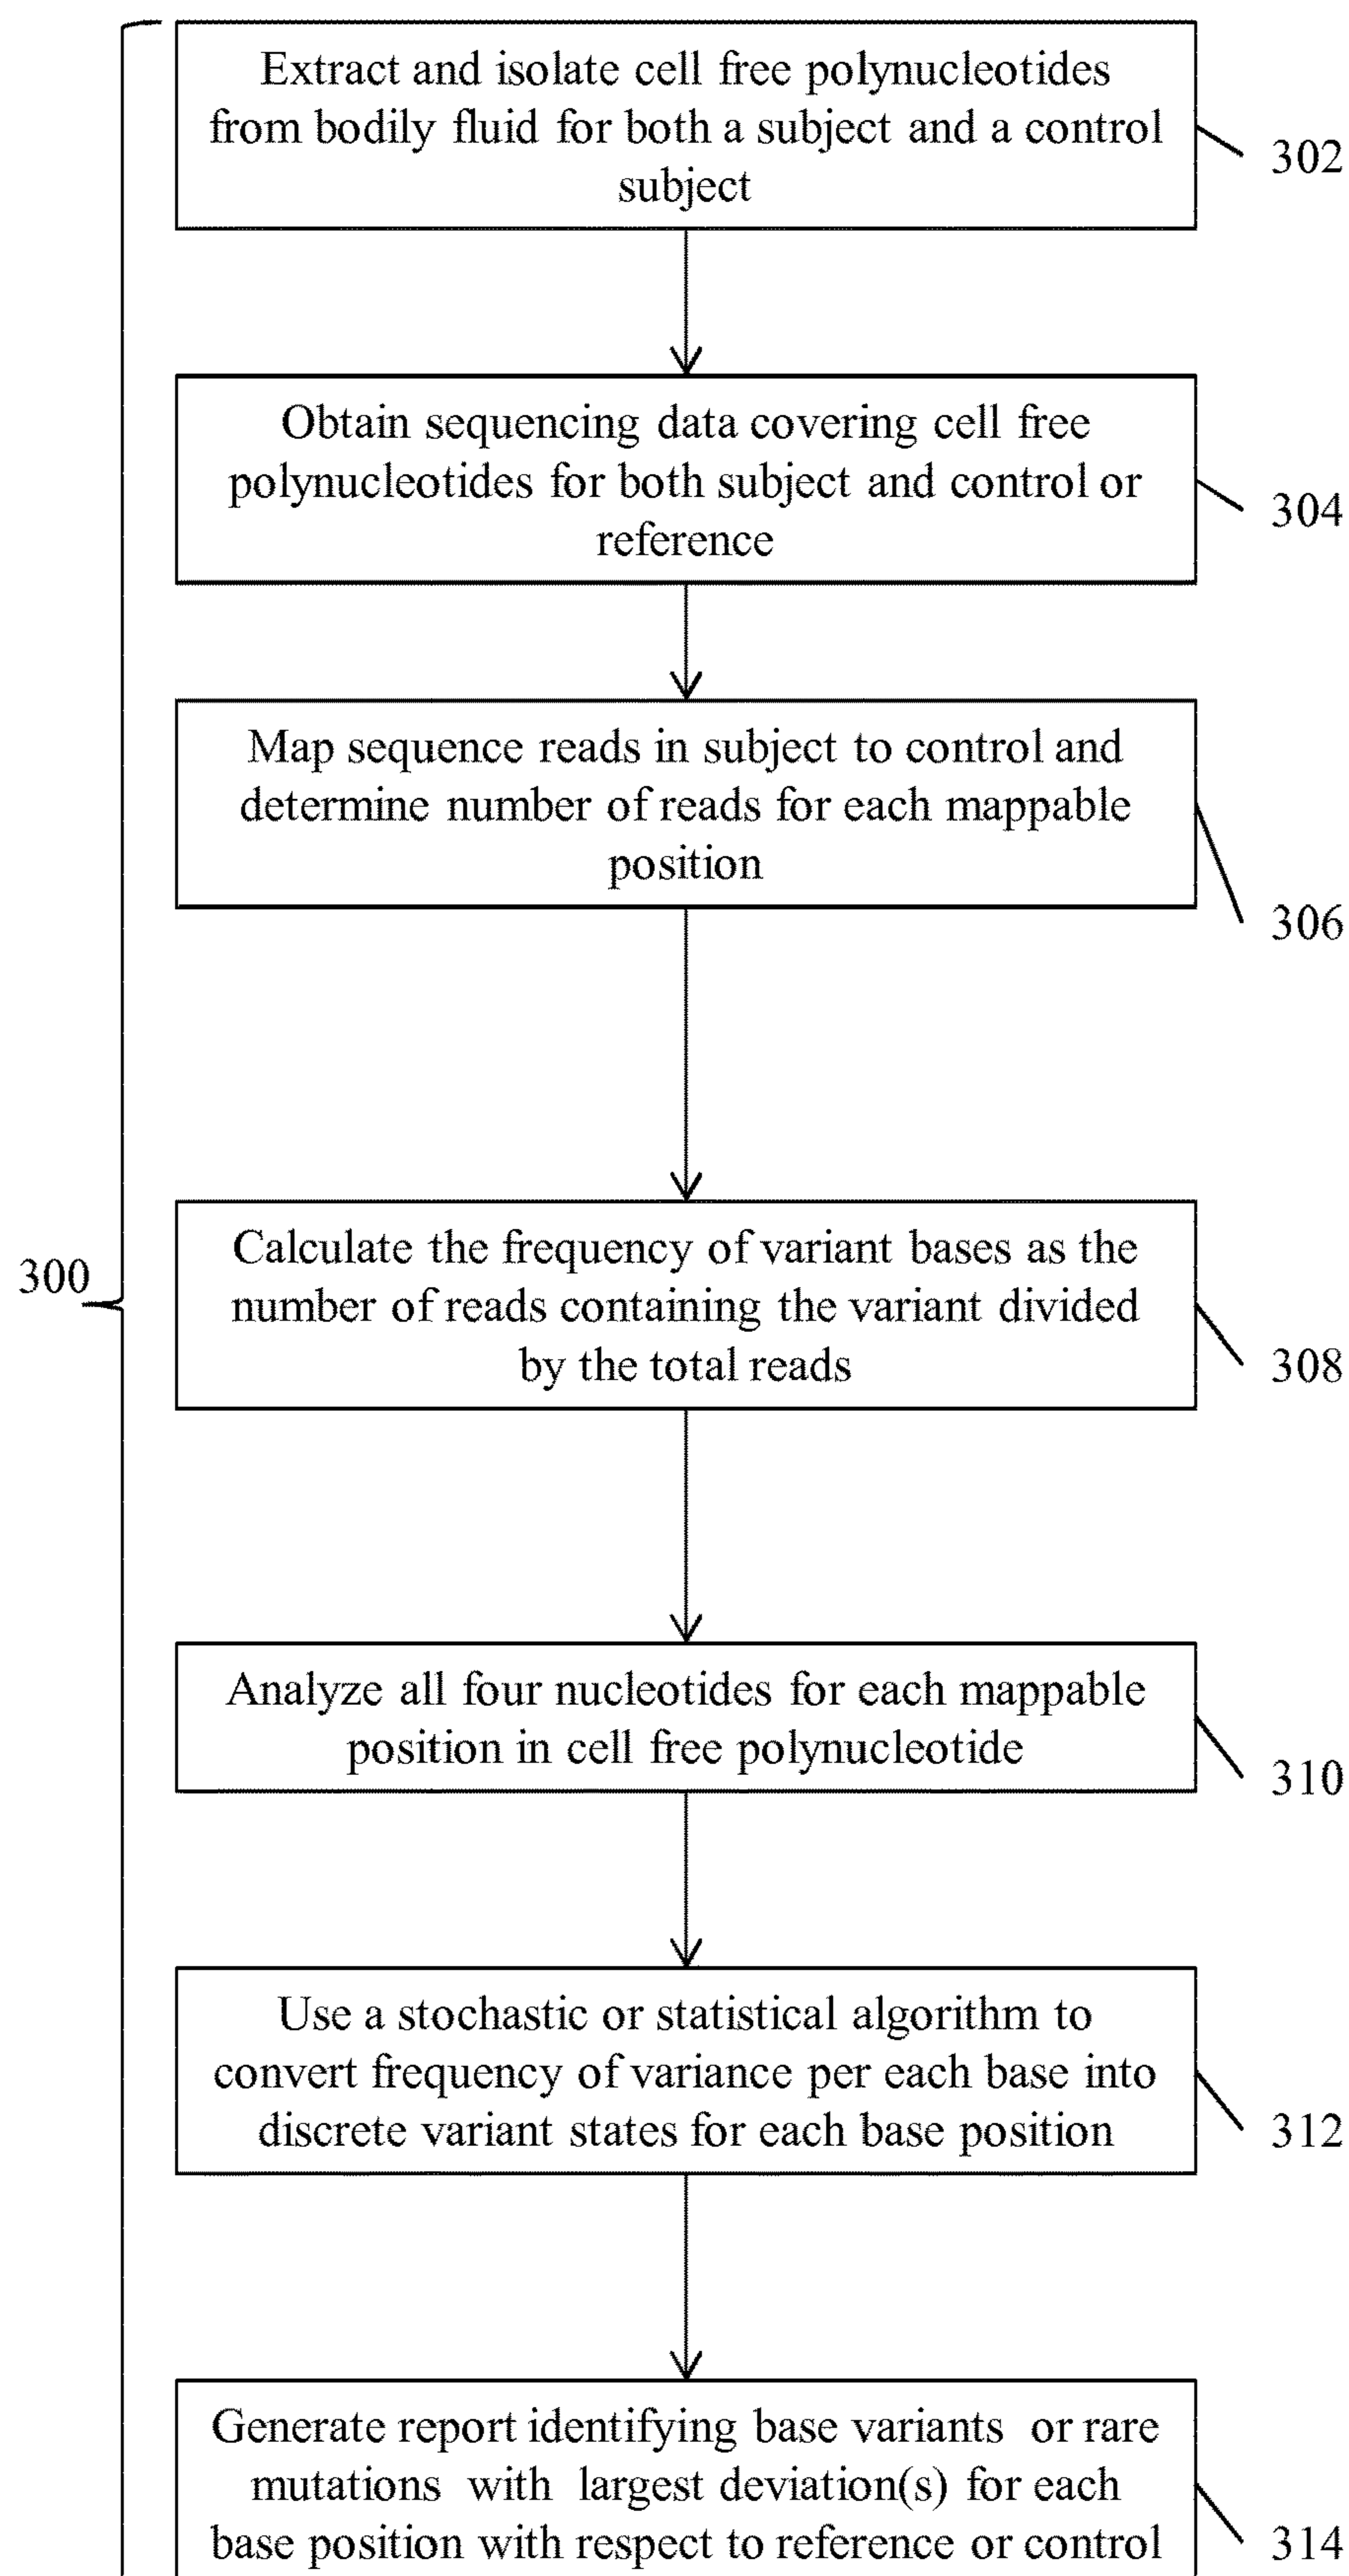 Extract and isolate cell free polynucleotides
from bodily fluid for both a subject and a control
subject
302
Obtain sequencing data covering cell free
polynucleotides for both subject and control or
reference
304
Map sequence reads in subject to control and
determine number of reads for each mappable
position
306
300
Calculate the frequency of variant bases as the
number of reads containing the variant divided
by the total reads
308
Analyze all four nucleotides for each mappable
position in cell free polynucleotide
310
Use a stochastic or statistical algorithm to
convert frequency of variance per each base into
discrete variant states for each base position
312
Generate report identifying base variants or rare
mutations with largest deviation(s) for each
base position with respect to reference or control
314